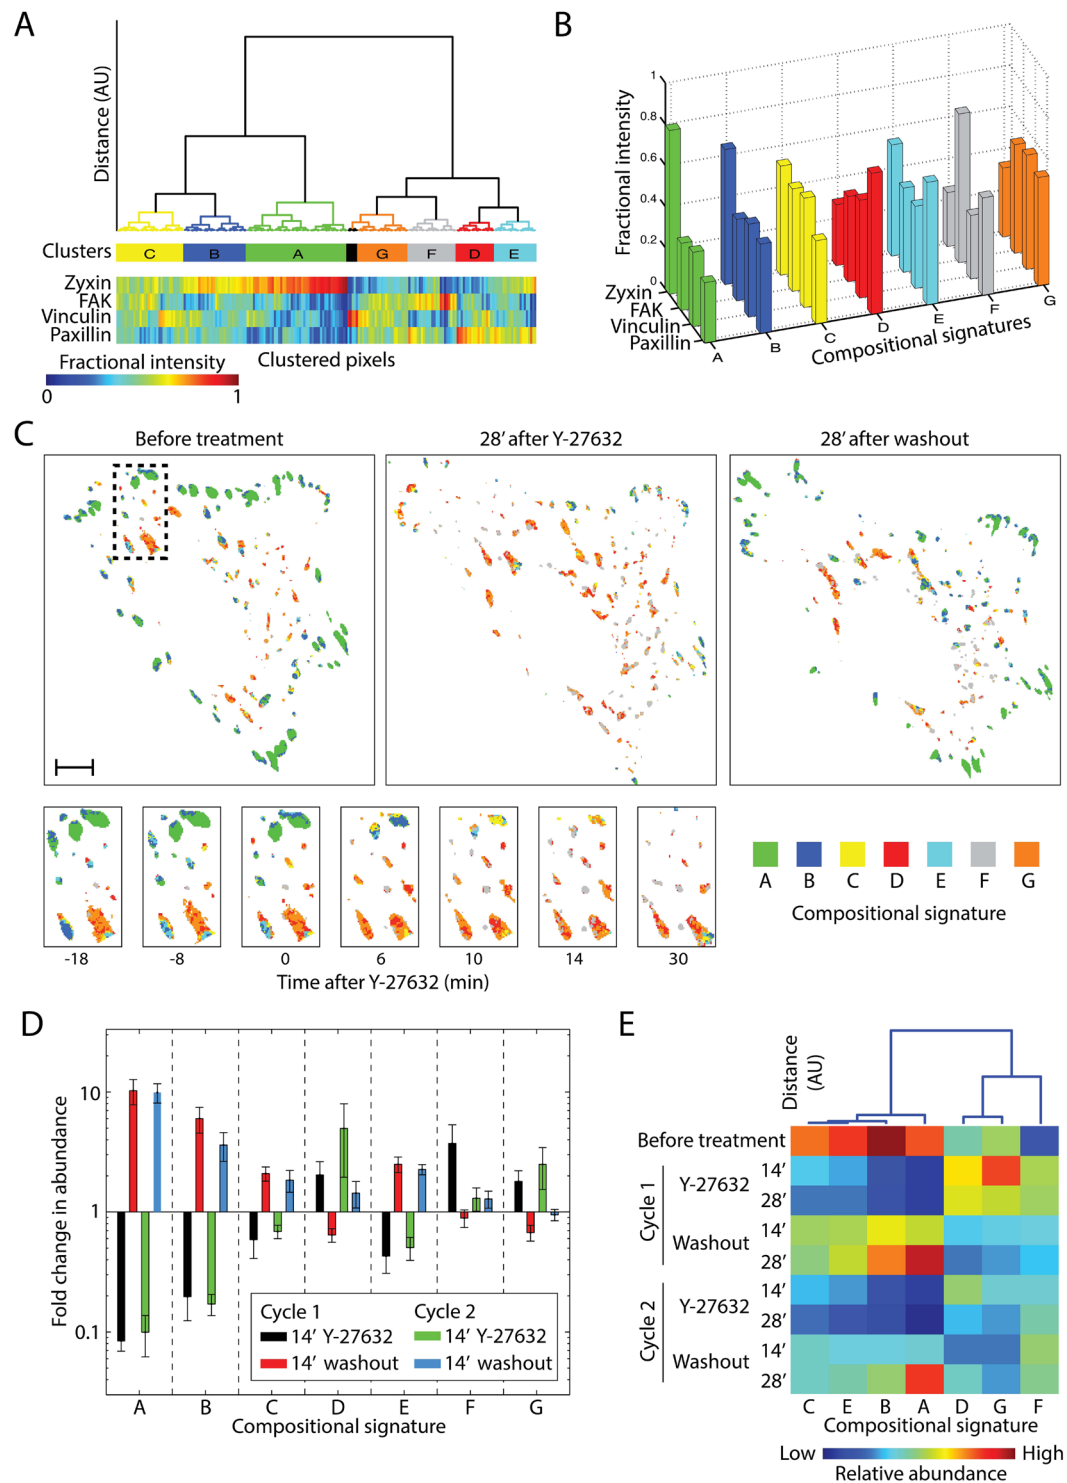 A
Distance (AU)
Clusters
C B A G F D E
Zyxin
FAK
Vinculin
Paxillin
Fractional intensity
0 1
Clustered pixels
B
Fractional intensity
1
0.8
0.6
0.4
0.2
0
Zyxin
FAK
Vinculin
Paxillin
A B C D E F G
Compositional signatures
C
Before treatment
28′ after Y-27632
28′ after washout
-18 -8 0 6 10 14 30
Time after Y-27632 (min)
A B C D E F G
Compositional signature
D
Fold change in abundance
10
1
0.1
Cycle 1 Cycle 2
14′ Y-27632 14′ Y-27632
14′ washout 14′ washout
A B C D E F G
Compositional signature
E
Distance (AU)
Before treatment
Cycle 1
Y-27632
14′
28′
Washout
14′
28′
Cycle 2
Y-27632
14′
28′
Washout
14′
28′
C E B A D G F
Compositional signature
Low High
Relative abundance